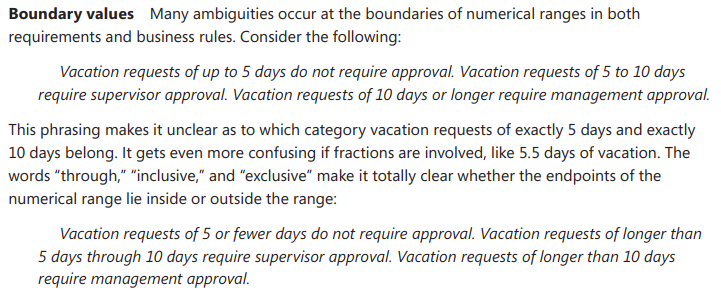 Boundary values Many ambiguities occur at the boundaries of numerical ranges in both
requirements and business rules. Consider the following:
Vacation requests of up to 5 days do not require approval. Vacation requests of 5 to 10 days
require supervisor approval. Vacation requests of 10 days or longer require management approval.
This phrasing makes it unclear as to which category vacation requests of exactly 5 days and exactly
10 days belong. It gets even more confusing if fractions are involved, like 5.5 days of vacation. The
words “through,” “inclusive,” and “exclusive” make it totally clear whether the endpoints of the
numerical range lie inside or outside the range:
Vacation requests of 5 or fewer days do not require approval. Vacation requests of longer than
5 days through 10 days require supervisor approval. Vacation requests of longer than 10 days
require management approval.